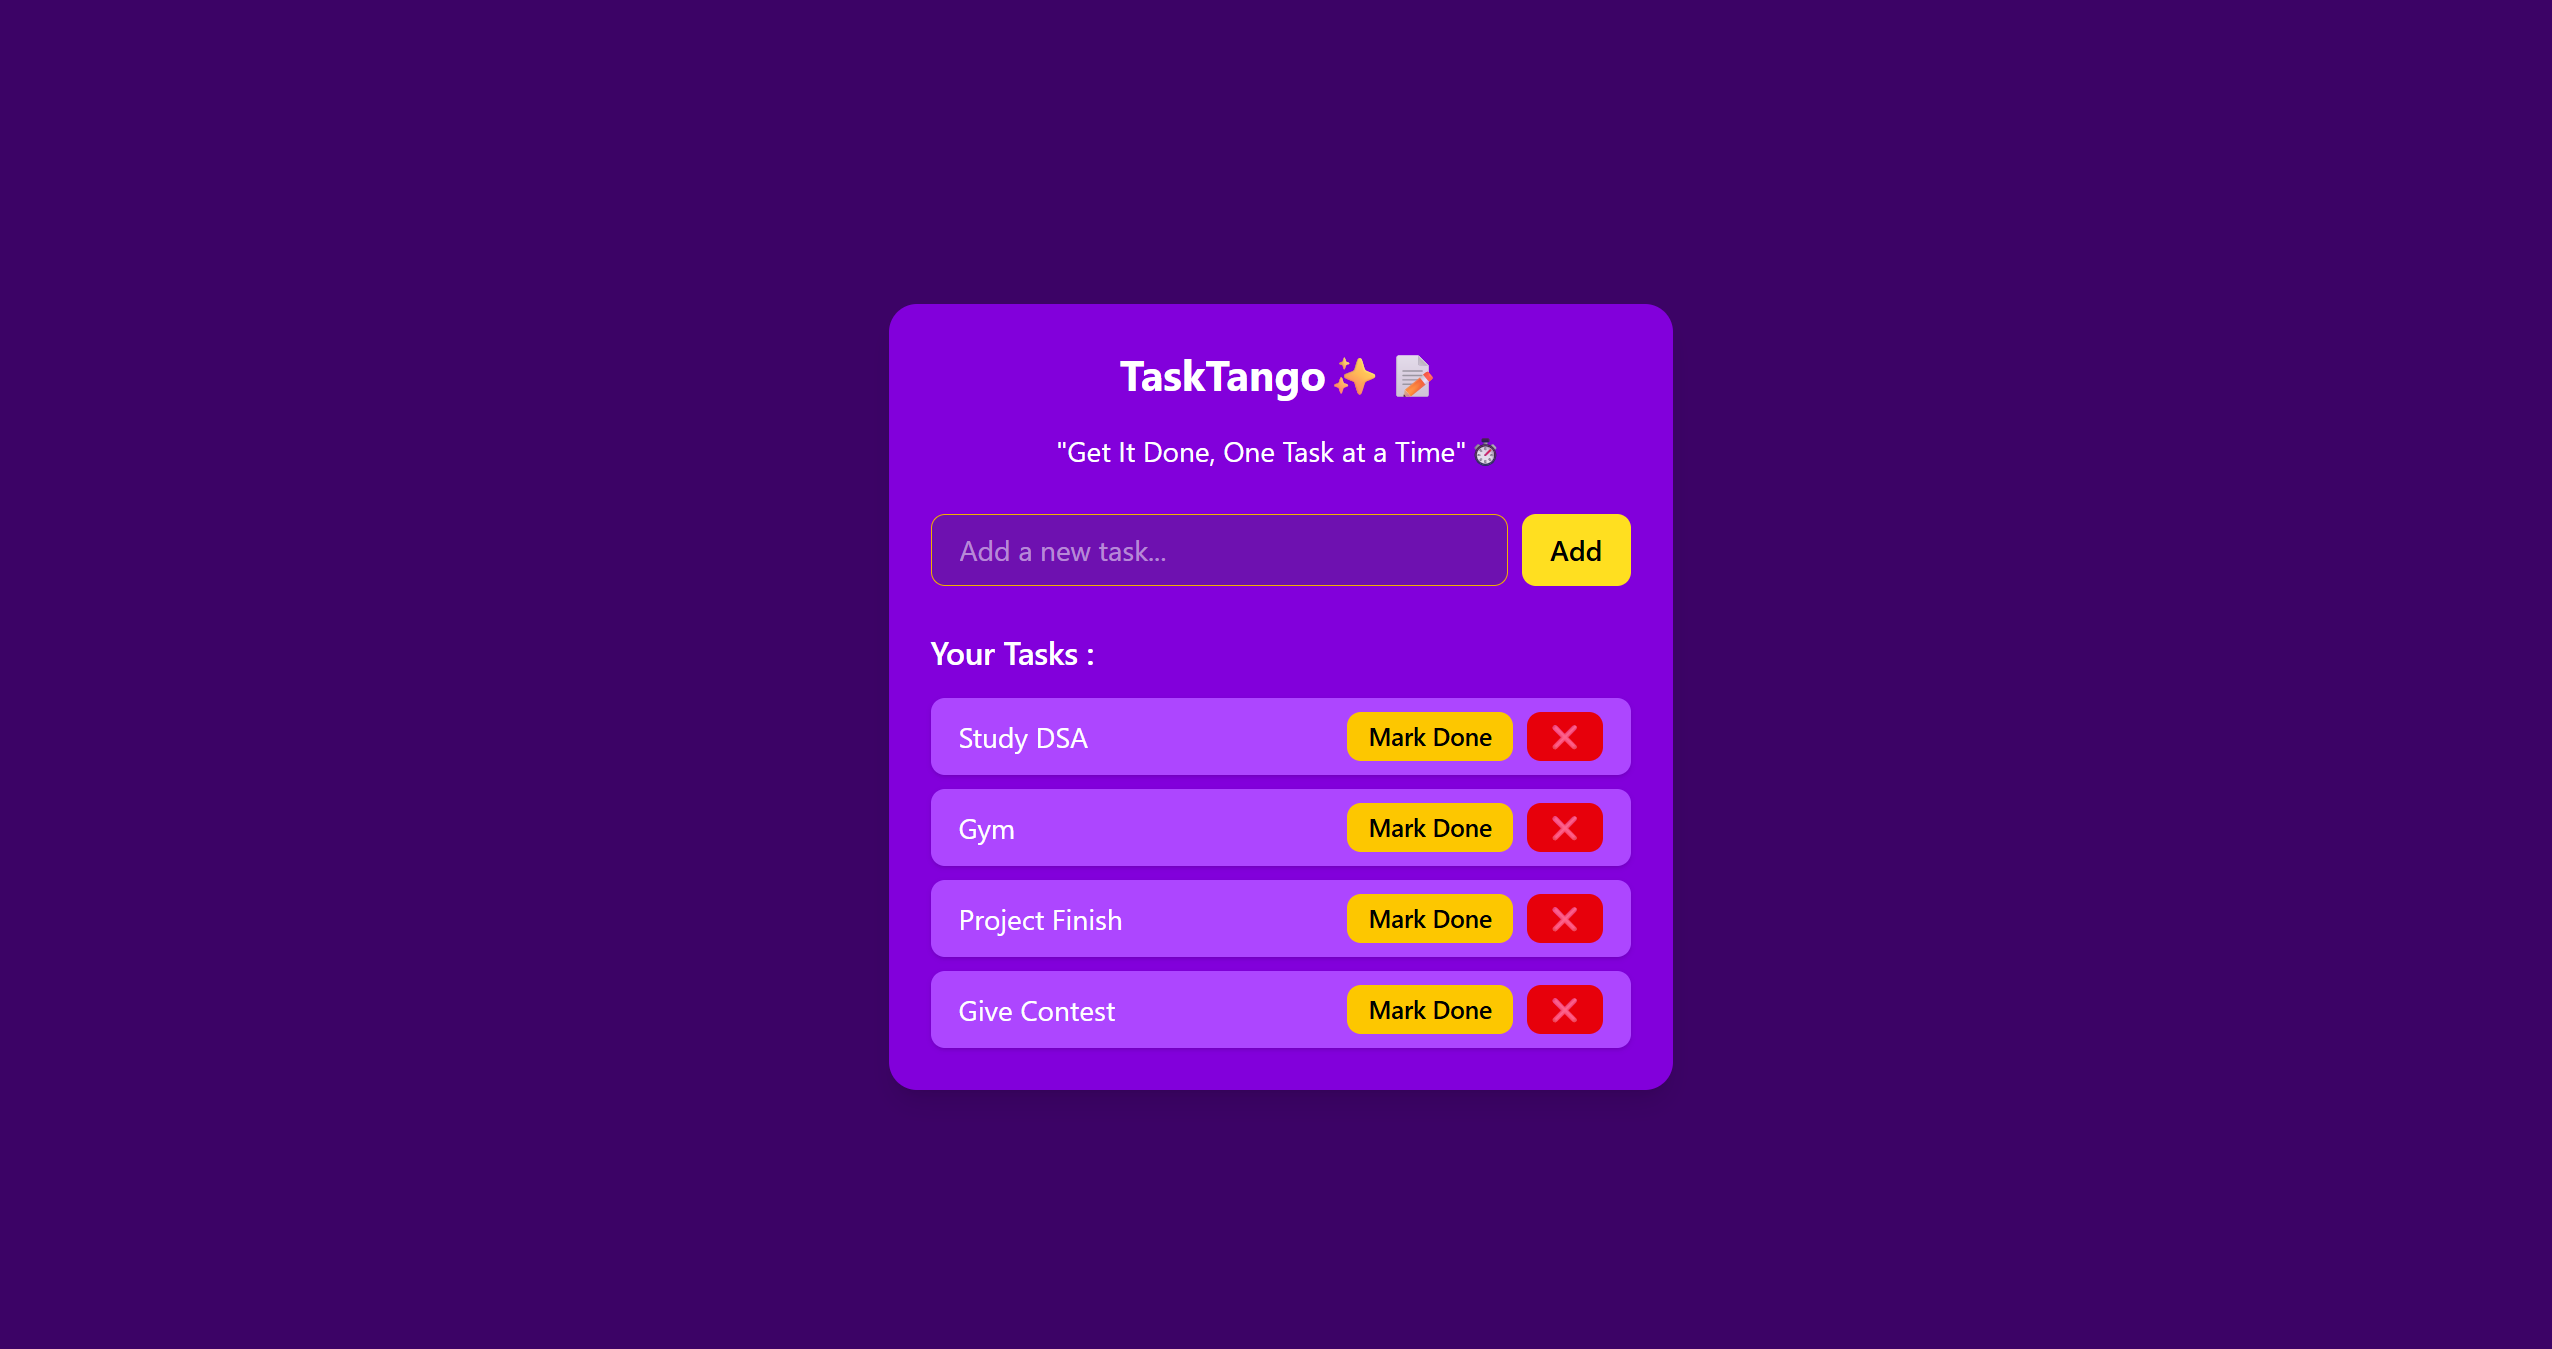 TaskTango✨ 📝
"Get It Done, One Task at a Time"⏱️
Add a new task...
Add
Your Tasks :
Study DSA
Mark Done
❌
Gym
Mark Done
❌
Project Finish
Mark Done
❌
Give Contest
Mark Done
❌